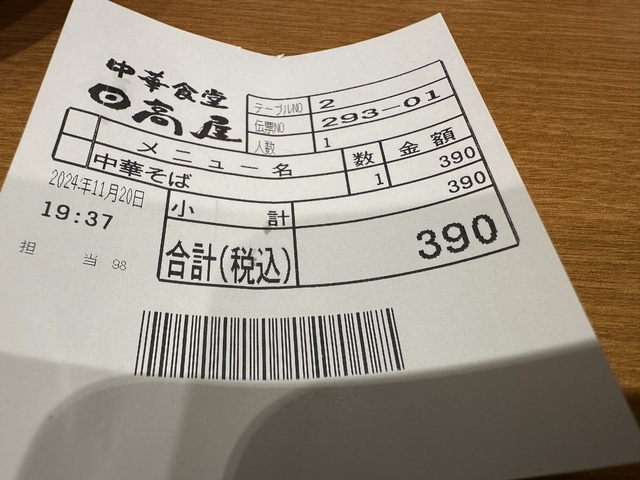 中華食堂
日高屋
テーブルNO 2
伝票NO 293-01
人数 1
メニュー名 数 金額
中華そば 1 390
小計 390
合計(税込) 390
2024年11月20日
19:37
担当 98